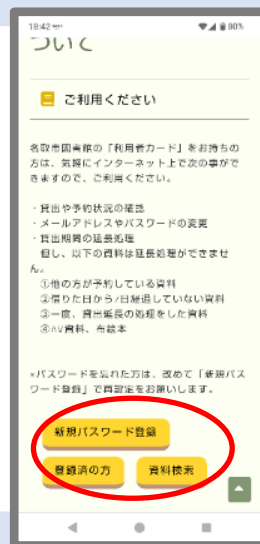 18:42
80%
ついて
ご利用ください
名取市図書館の「利用者カード」をお持ちの
方は、気軽にインターネット上で次の事がで
きますので、ご利用ください。
・貸出や予約状況の確認
・メールアドレスやパスワードの変更
・貸出期間の延長処理
但し、以下の資料は延長処理ができませ
ん。
①他の方が予約している資料
②借りた日から7日経過していない資料
③一度、貸出延長の処理をした資料
④AV資料、布絵本
*パスワードを忘れた方は、改めて「新規パス
ワード登録」で再設定をお願いします。
新規パスワード登録
登録済の方 資料検索